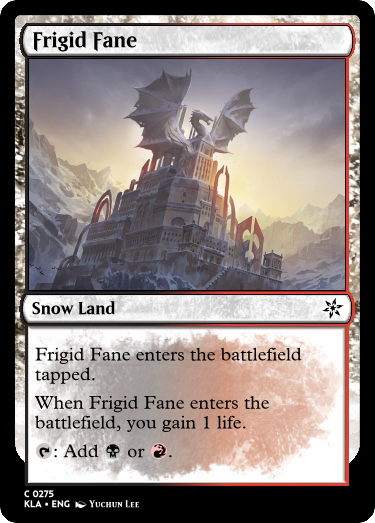 Frigid Fane
Snow Land
Frigid Fane enters the battlefield
tapped.
When Frigid Fane enters the
battlefield, you gain 1 life.
: Add or .
C 0275
KLA • ENG Yuchun Lee